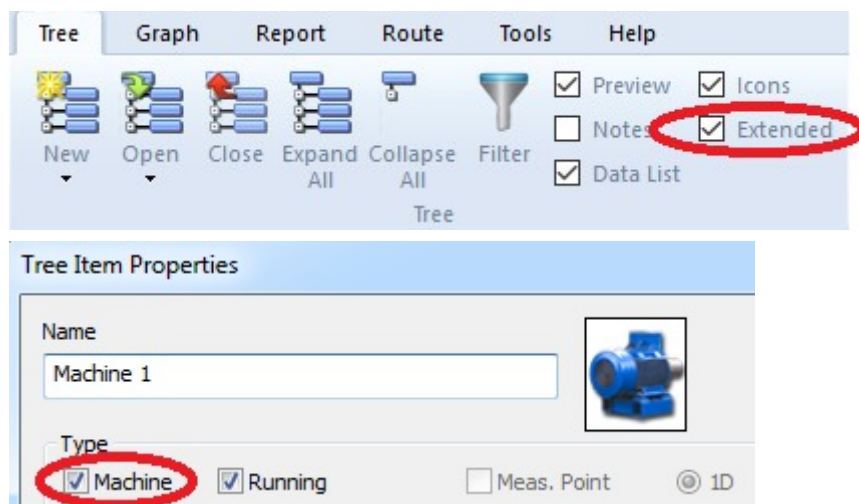 Tree Graph Report Route Tools Help
New Open Close Expand All Collapse All Filter
Preview Icons
Notes Extended
Data List
Tree
Tree Item Properties
Name
Machine 1
Type
Machine Running Meas. Point 1D